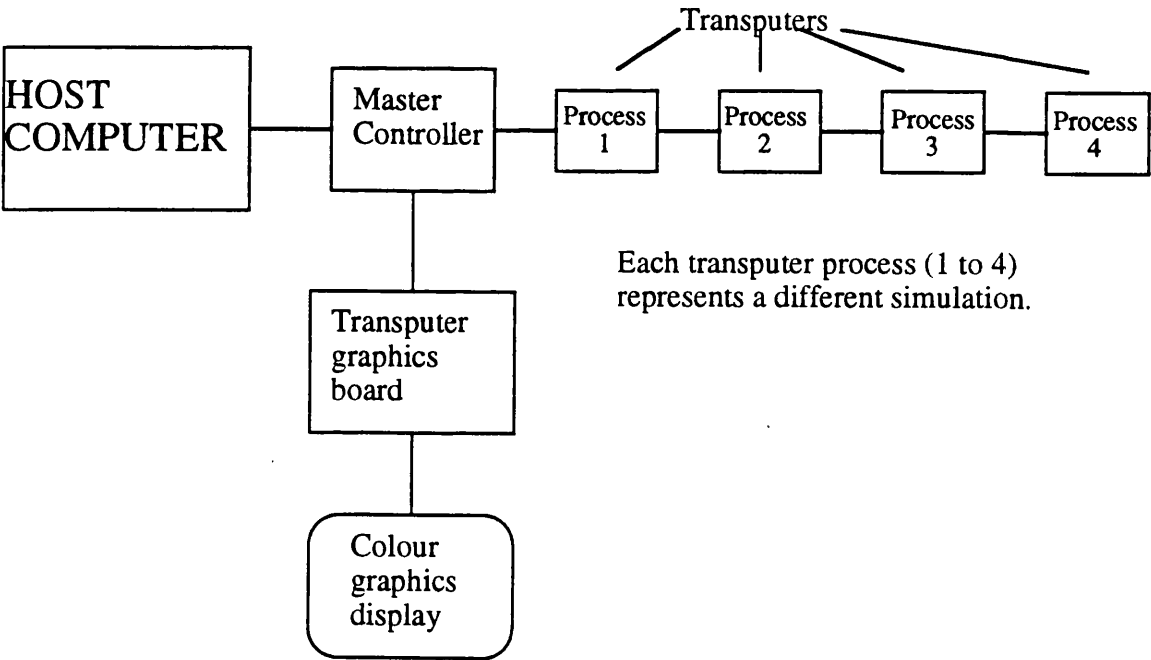 Transputers
HOST
COMPUTER
Master
Controller
Process
1
Process
2
Process
3
Process
4
Each transputer process (1 to 4)
represents a different simulation.
Transputer
graphics
board
Colour
graphics
display